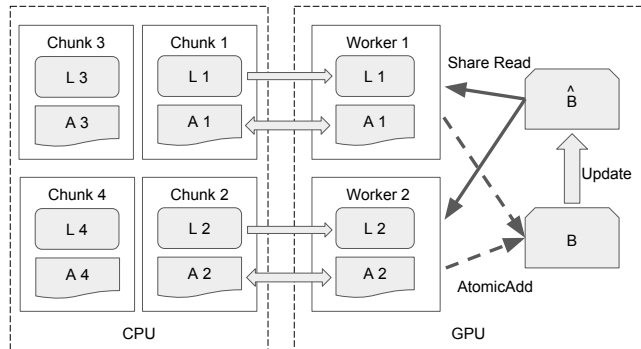 Chunk 3
L 3
A 3
Chunk 1
L 1
A 1
Worker 1
L 1
A 1
Share Read
^
B
Update
Chunk 4
L 4
A 4
Chunk 2
L 2
A 2
Worker 2
L 2
A 2
B
AtomicAdd
CPU
GPU